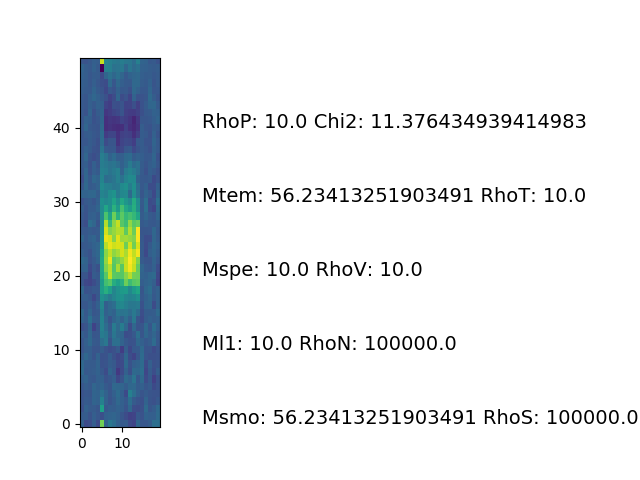 RhoP: 10.0 Chi2: 11.376434939414983
40
Mtem: 56.23413251903491 RhoT: 10.0
30
Mspe: 10.0 RhoV: 10.0
20
Ml1: 10.0 RhoN: 100000.0
10
Msmo: 56.23413251903491 RhoS: 100000.0
0
0 10